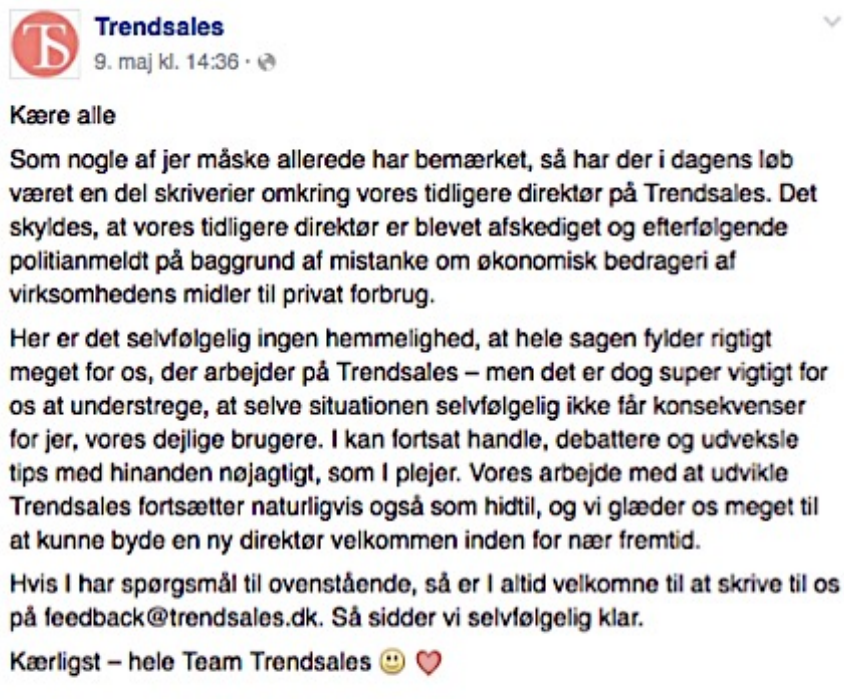 TS
Trendsales
9. maj kl. 14:36 ·
Kære alle
Som nogle af jer måske allerede har bemærket, så har der i dagens løb
været en del skriverier omkring vores tidligere direktør på Trendsales. Det
skyldes, at vores tidligere direktør er blevet afskediget og efterfølgende
politianmeldt på baggrund af mistanke om økonomisk bedrageri af
virksomhedens midler til privat forbrug.
Her er det selvfølgelig ingen hemmelighed, at hele sagen fylder rigtigt
meget for os, der arbejder på Trendsales – men det er dog super vigtigt for
os at understrege, at selve situationen selvfølgelig ikke får konsekvenser
for jer, vores dejlige brugere. I kan fortsat handle, debattere og udveksle
tips med hinanden nøjagtigt, som I plejer. Vores arbejde med at udvikle
Trendsales fortsætter naturligvis også som hidtil, og vi glæder os meget til
at kunne byde en ny direktør velkommen inden for nær fremtid.
Hvis I har spørgsmål til ovenstående, så er I altid velkomne til at skrive til os
på feedback@trendsales.dk. Så sidder vi selvfølgelig klar.
Kærligst – hele Team Trendsales 🙂 ❤